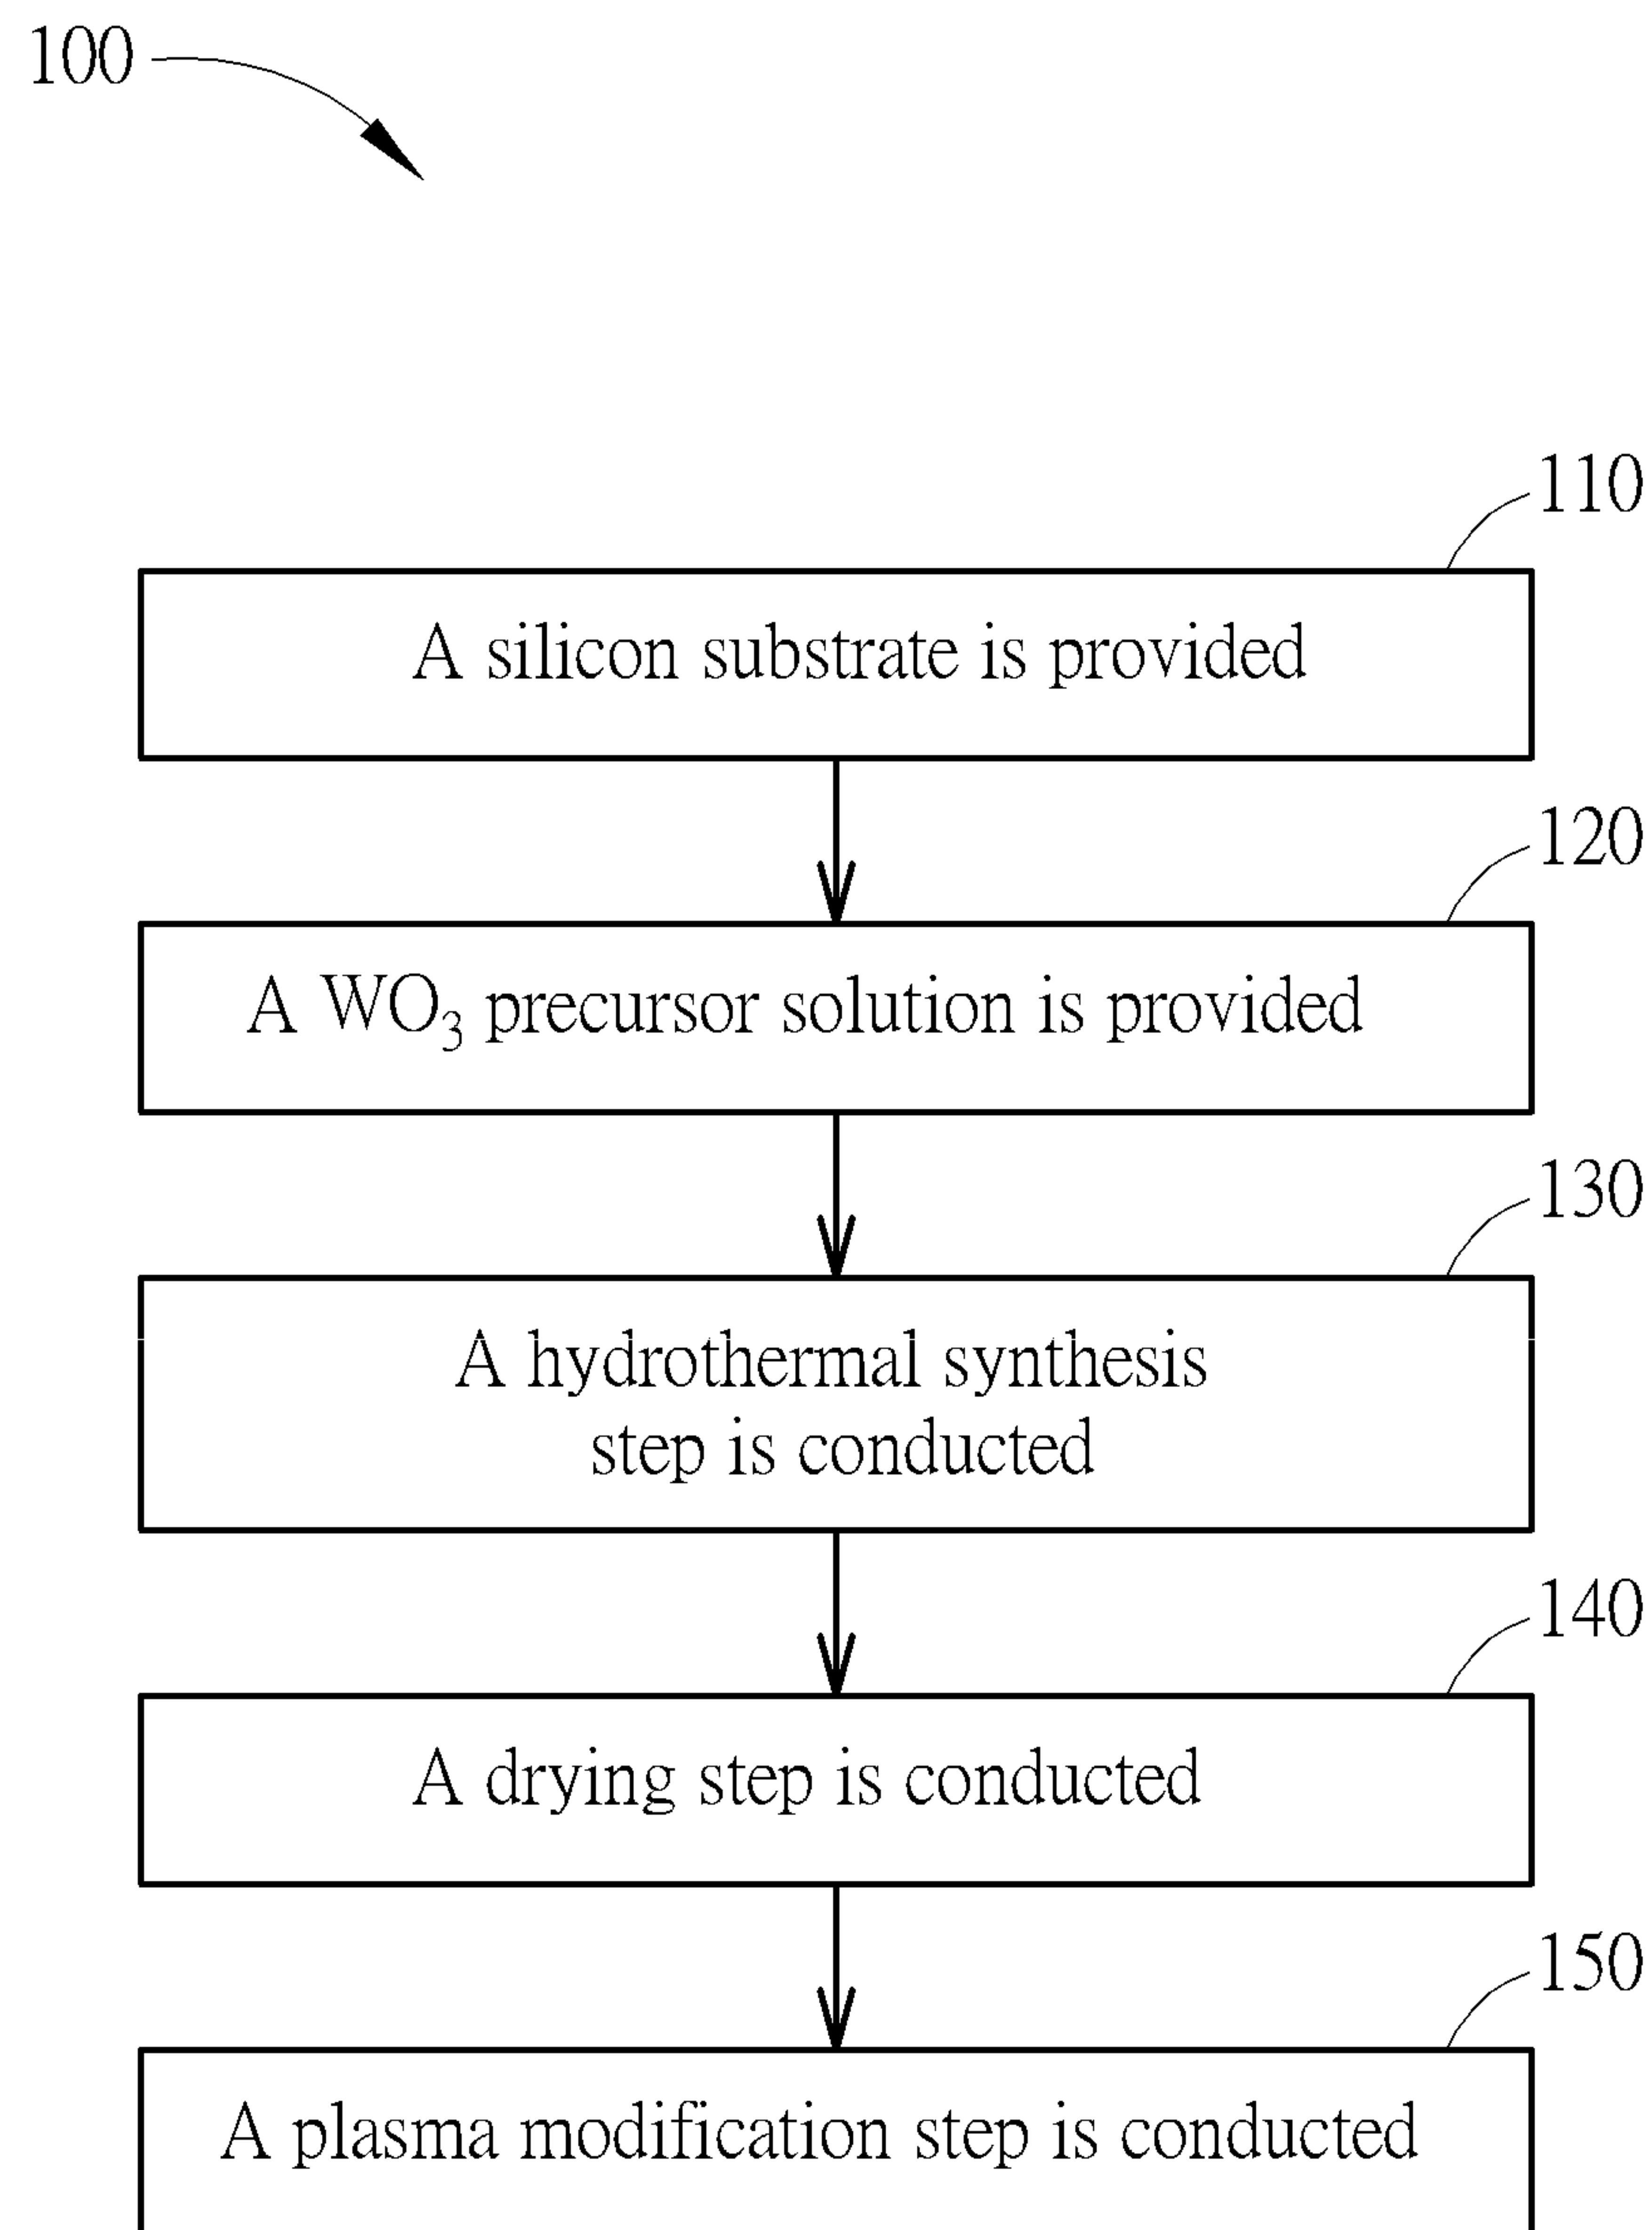 100
110
A silicon substrate is provided
120
A WO₃ precursor solution is provided
130
A hydrothermal synthesis
step is conducted
140
A drying step is conducted
150
A plasma modification step is conducted